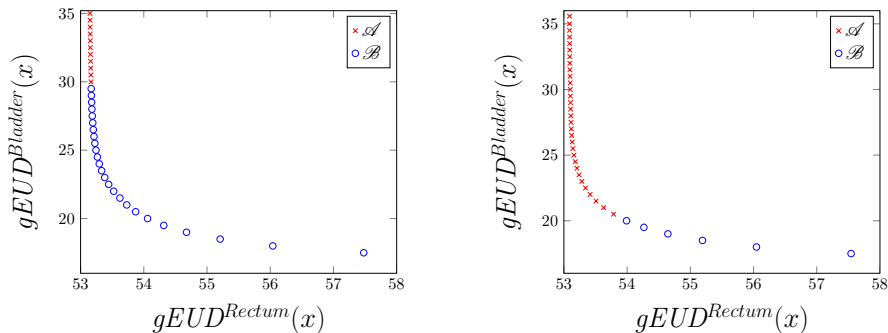 35
30
25
20
53
54
55
56
57
58
gEUD^{Bladder}(x)
gEUD^{Rectum}(x)
𝒜
ℬ
35
30
25
20
53
54
55
56
57
58
gEUD^{Bladder}(x)
gEUD^{Rectum}(x)
𝒜
ℬ